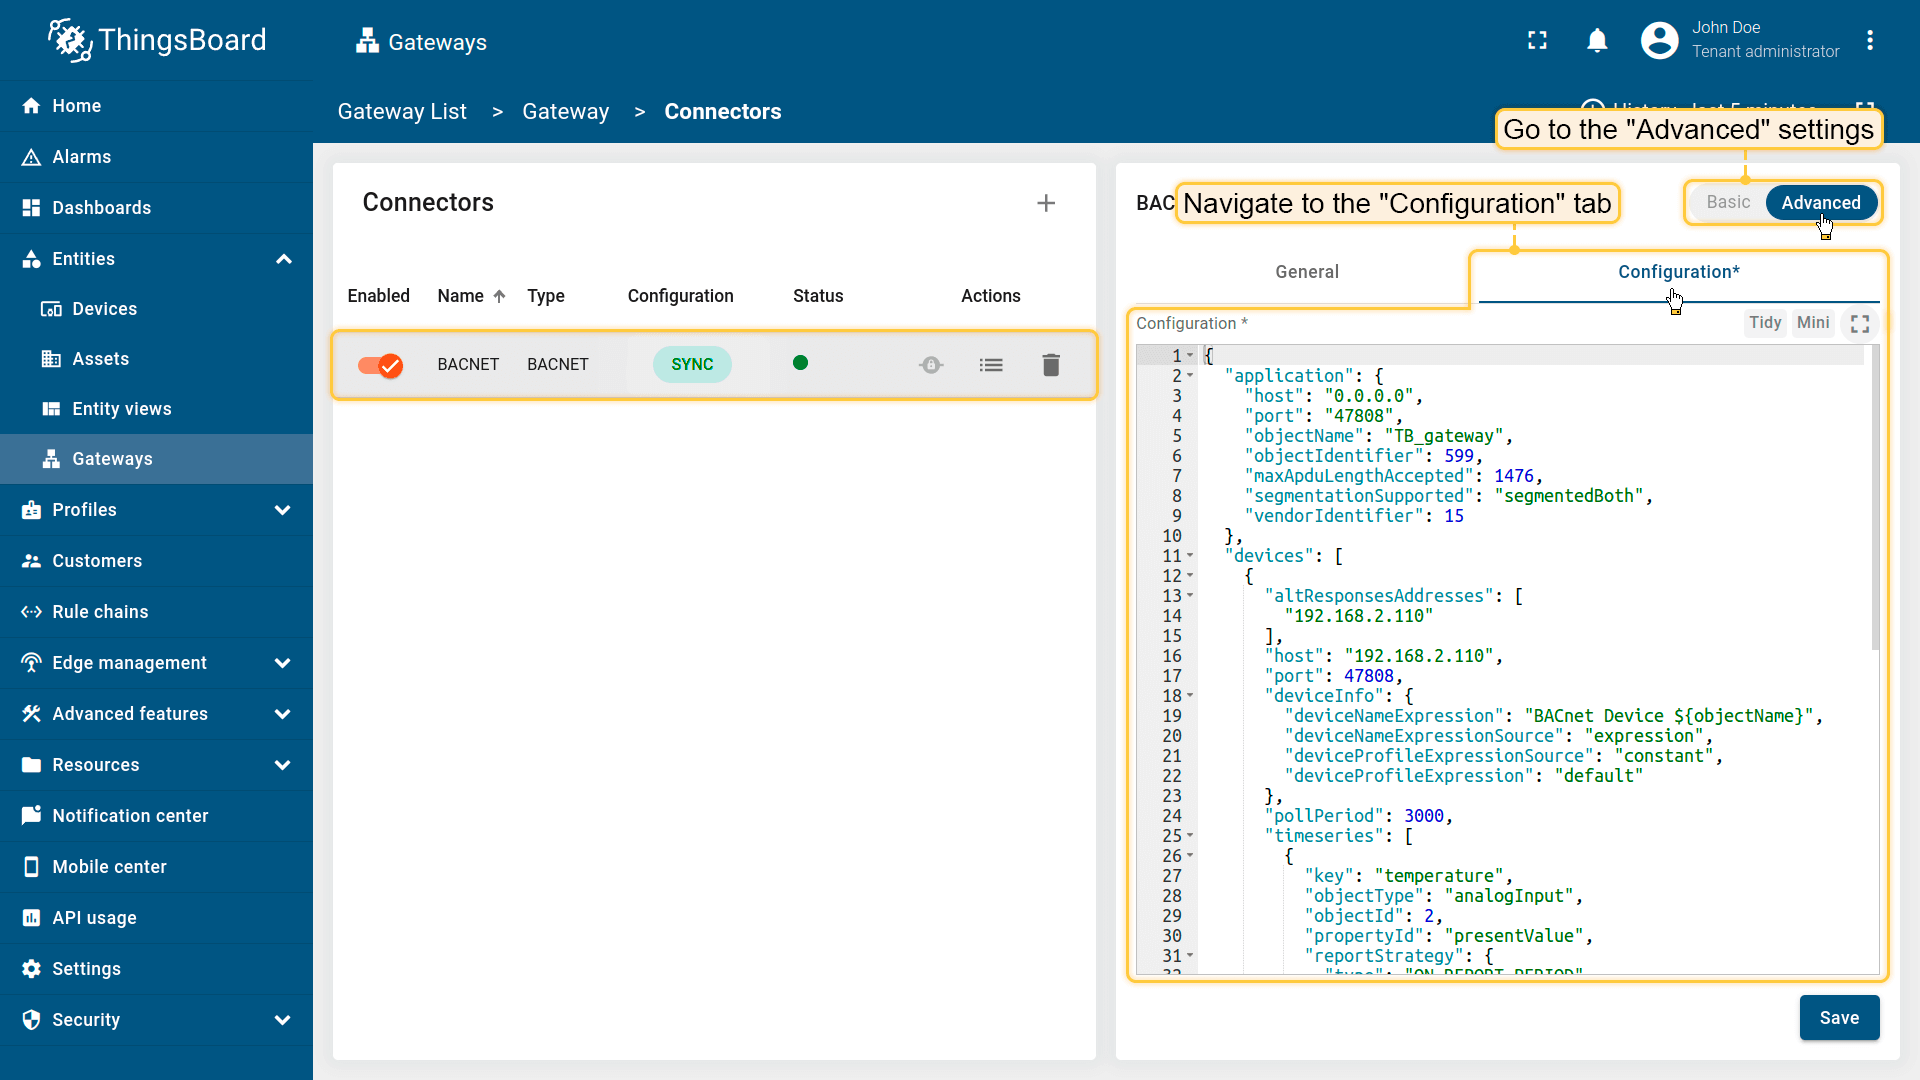 ThingsBoard
Gateways
John Doe
Tenant administrator
Gateway List > Gateway > Connectors
Go to the "Advanced" settings
Home
Alarms
Dashboards
Entities
Devices
Assets
Entity views
Gateways
Profiles
Customers
Rule chains
Edge management
Advanced features
Resources
Notification center
Mobile center
API usage
Settings
Security
Connectors
Enabled Name Type Configuration Status Actions
BACNET BACNET SYNC
BAC
Navigate to the "Configuration" tab
Basic Advanced
General Configuration*
Configuration *
Tidy Mini
1 {
2 "application": {
3 "host": "0.0.0.0",
4 "port": "47808",
5 "objectName": "TB_gateway",
6 "objectIdentifier": 599,
7 "maxApduLengthAccepted": 1476,
8 "segmentationSupported": "segmentedBoth",
9 "vendorIdentifier": 15
10 },
11 "devices": [
12 {
13 "altResponsesAddresses": [
14 "192.168.2.110"
15 ],
16 "host": "192.168.2.110",
17 "port": 47808,
18 "deviceInfo": {
19 "deviceNameExpression": "BACnet Device ${objectName}",
20 "deviceNameExpressionSource": "expression",
21 "deviceProfileExpressionSource": "constant",
22 "deviceProfileExpression": "default"
23 },
24 "pollPeriod": 3000,
25 "timeseries": [
26 {
27 "key": "temperature",
28 "objectType": "analogInput",
29 "objectId": 2,
30 "propertyId": "presentValue",
31 "reportStrategy": {
Save